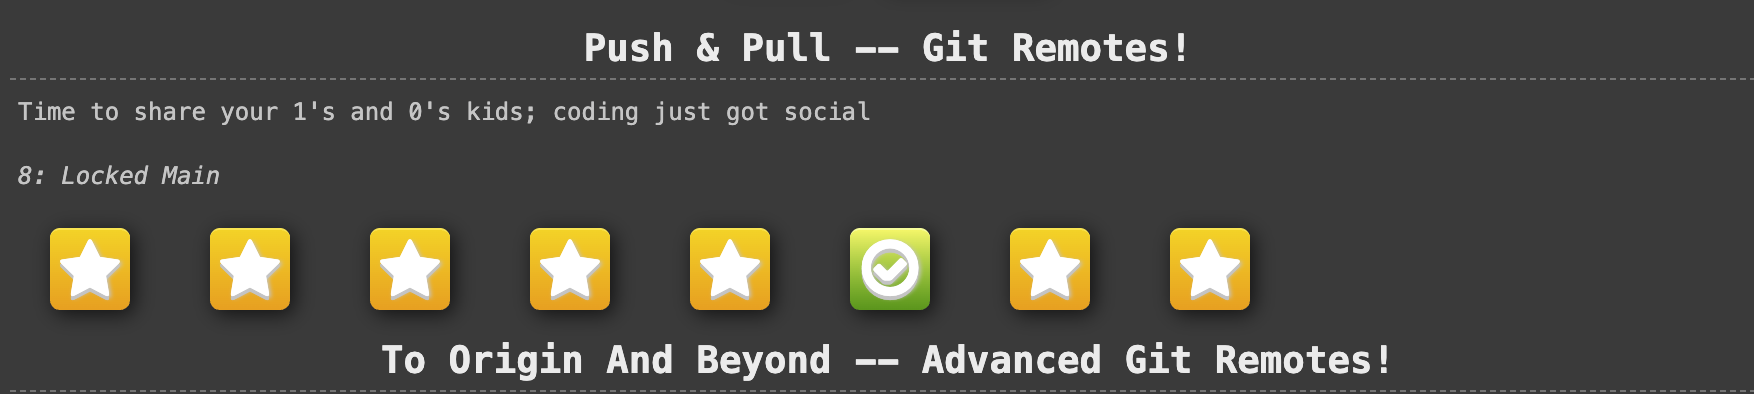 Push & Pull -- Git Remotes!
Time to share your 1's and 0's kids; coding just got social
8: Locked Main
To Origin And Beyond -- Advanced Git Remotes!